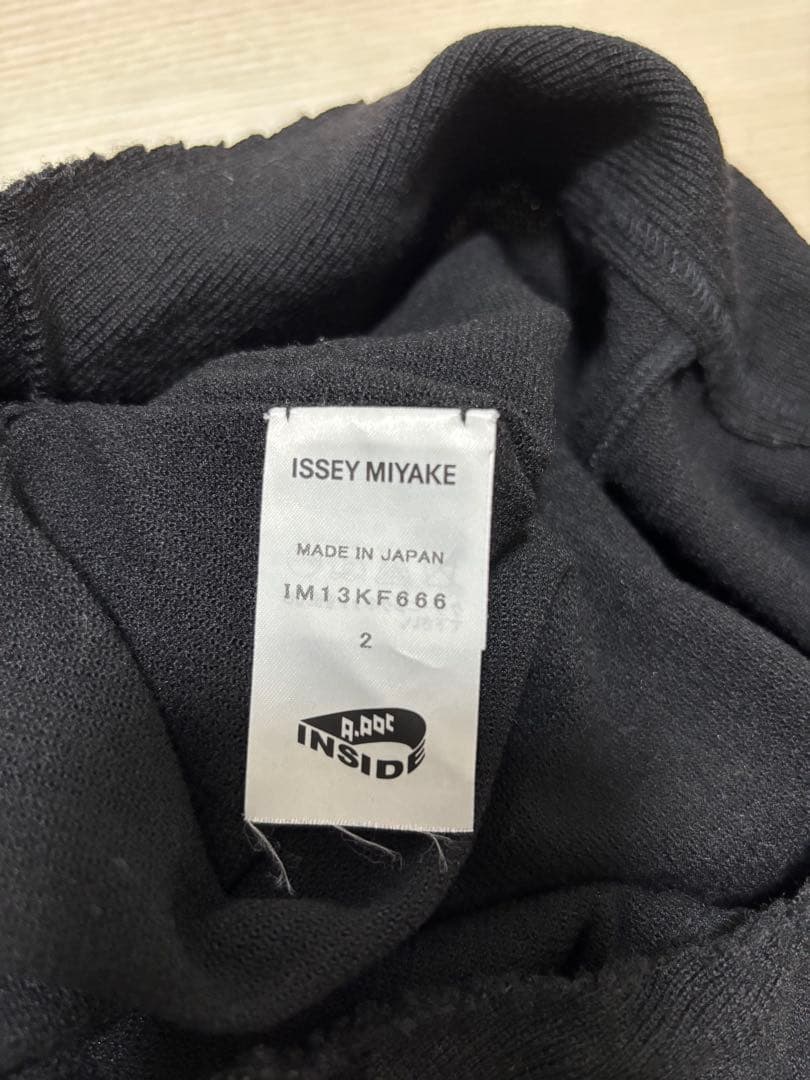 ISSEY MIYAKE
MADE IN JAPAN
IM13KF666
2
A.POC
INSIDE